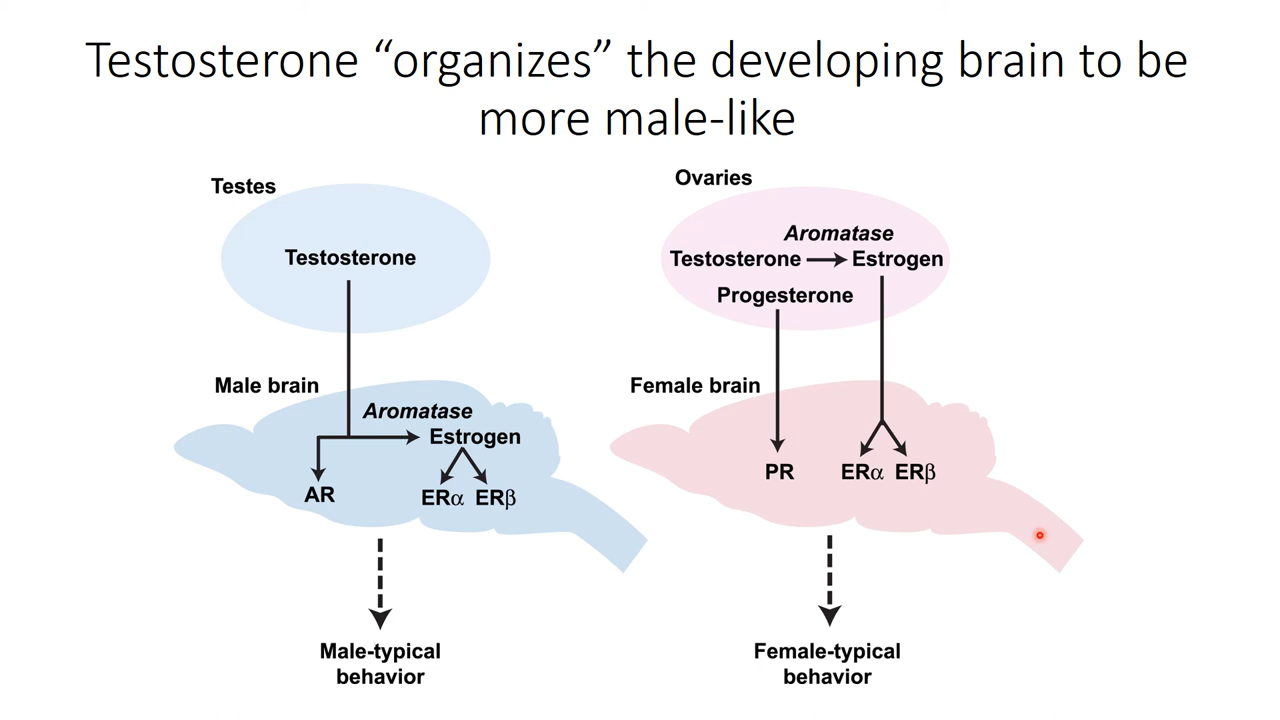 Testosterone “organizes” the developing brain to be
more male-like
Testes
Testosterone
Male brain
Aromatase
Estrogen
AR
ERα ERβ
Male-typical
behavior
Ovaries
Aromatase
Testosterone Estrogen
Progesterone
Female brain
PR
ERα ERβ
Female-typical
behavior